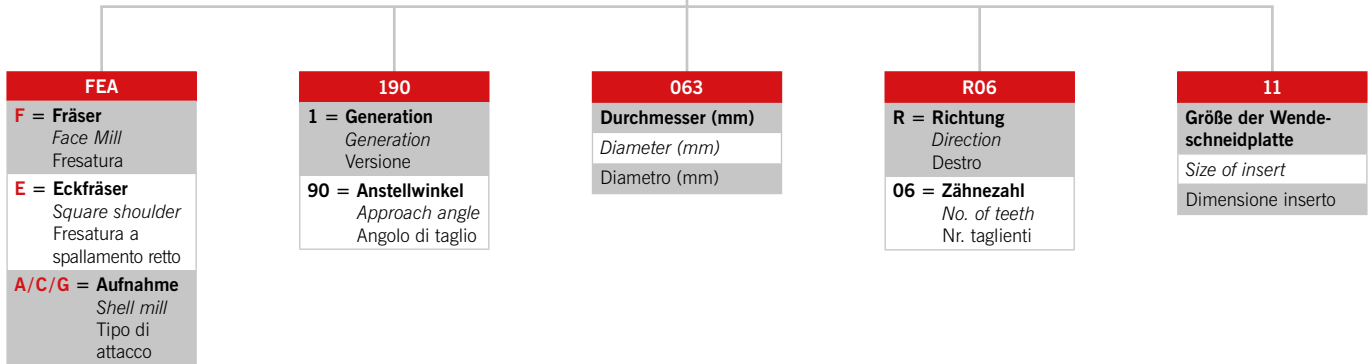 FEA
F = Fräser
Face Mill
Fresatura
E = Eckfräser
Square shoulder
Fresatura a
spallamento retto
A/C/G = Aufnahme
Shell mill
Tipo di
attacco
190
1 = Generation
Generation
Versione
90 = Anstellwinkel
Approach angle
Angolo di taglio
063
Durchmesser (mm)
Diameter (mm)
Diametro (mm)
R06
R = Richtung
Direction
Destro
06 = Zähnezahl
No. of teeth
Nr. taglienti
11
Größe der Wende-
schneidplatte
Size of insert
Dimensione inserto